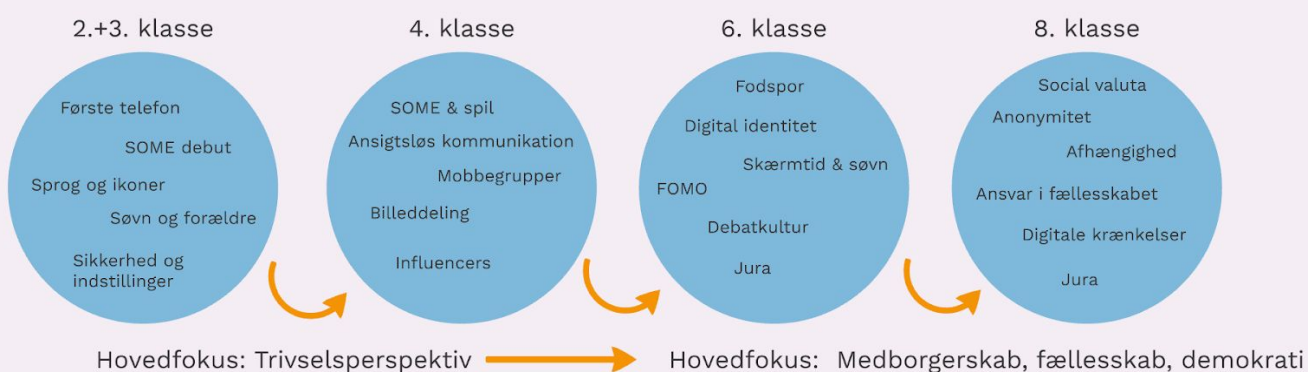 2.+3. klasse
Første telefon
SOME debut
Sprog og ikoner
Søvn og forældre
Sikkerhed og
indstillinger
4. klasse
SOME & spil
Ansigtsløs kommunikation
Mobbegrupper
Billeddeling
Influencers
6. klasse
Fodspor
Digital identitet
Skærmtid & søvn
FOMO
Debatkultur
Jura
8. klasse
Social valuta
Anonymitet
Afhængighed
Ansvar i fællesskabet
Digitale krænkelser
Jura
Hovedfokus: Trivselsperspektiv
Hovedfokus: Medborgerskab, fællesskab, demokrati